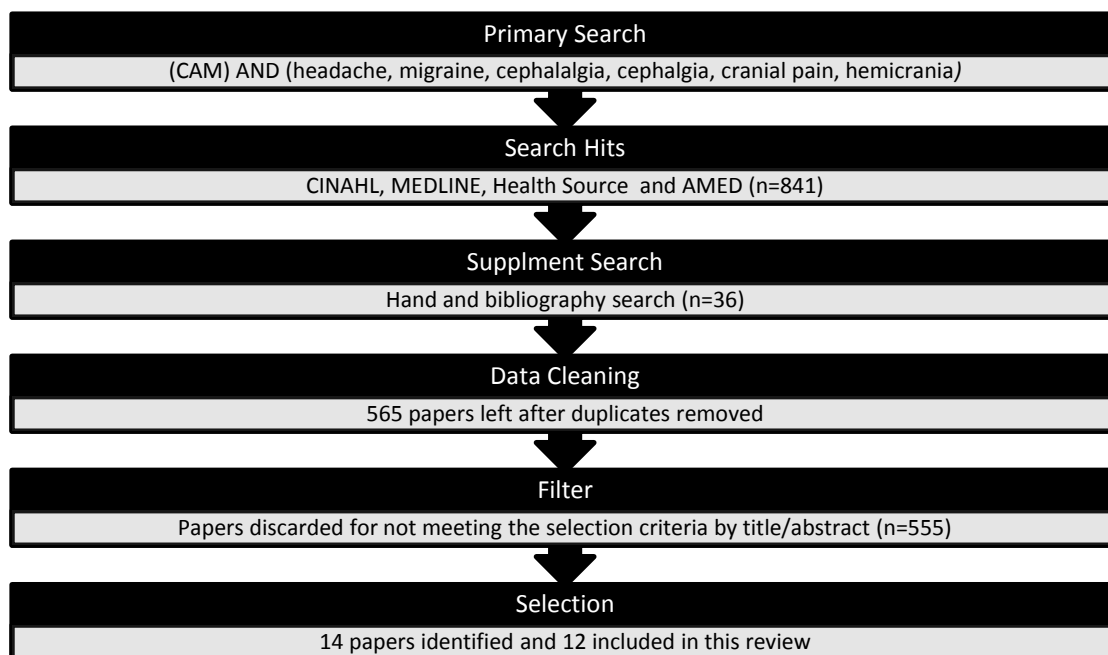 Primary Search
(CAM) AND (headache, migraine, cephalalgia, cephalgia, cranial pain, hemicrania)
Search Hits
CINAHL, MEDLINE, Health Source and AMED (n=841)
Supplment Search
Hand and bibliography search (n=36)
Data Cleaning
565 papers left after duplicates removed
Filter
Papers discarded for not meeting the selection criteria by title/abstract (n=555)
Selection
14 papers identified and 12 included in this review